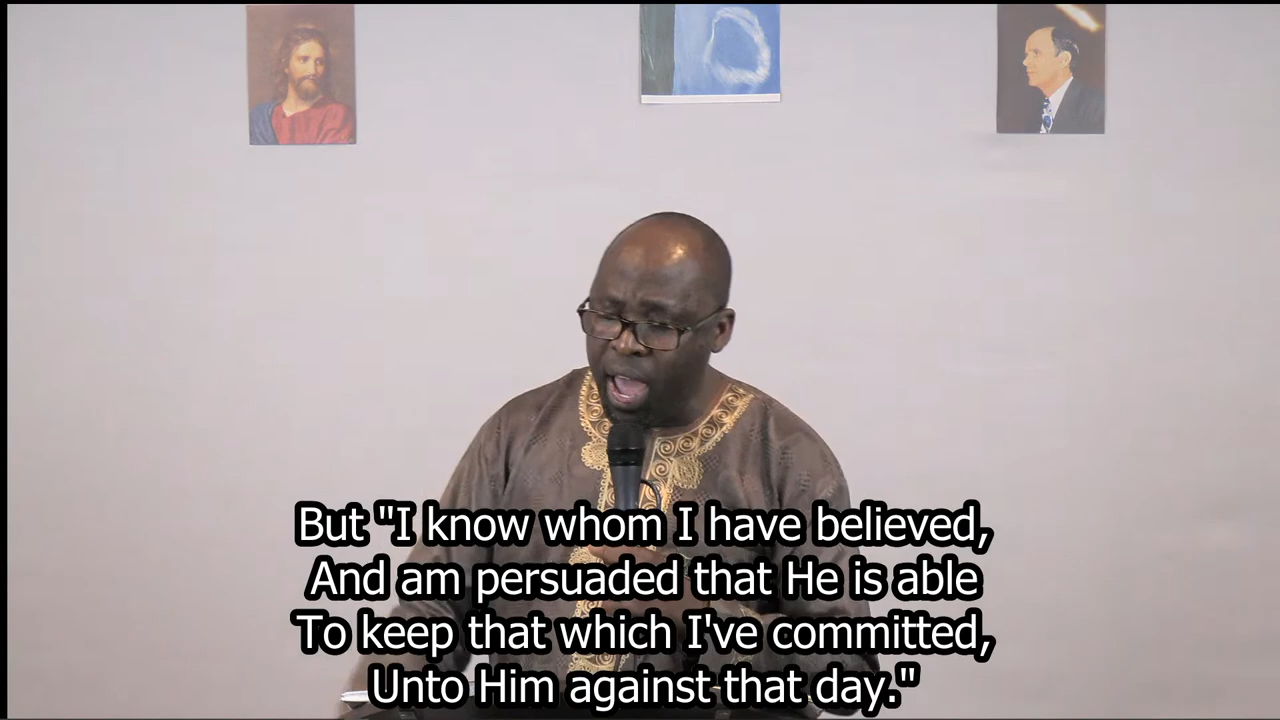 But "I know whom I have believed,
And am persuaded that He is able
To keep that which I've committed,
Unto Him against that day."